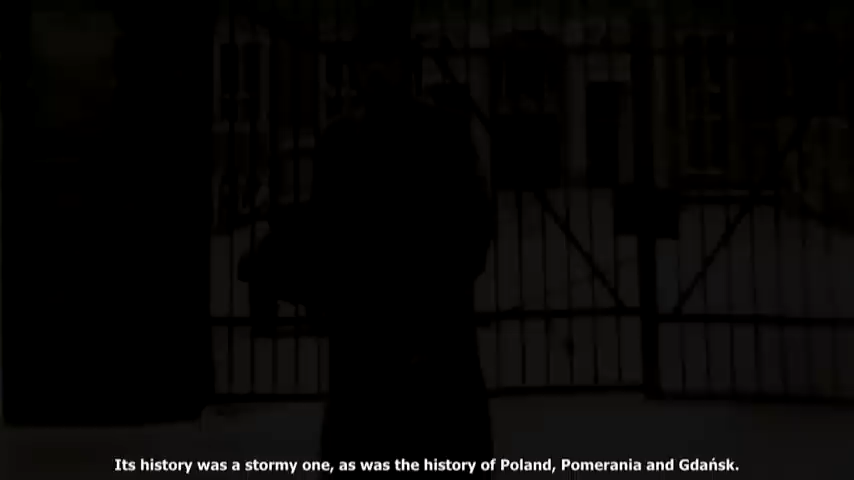 Its history was a stormy one, as was the history of Poland, Pomerania and Gdańsk.